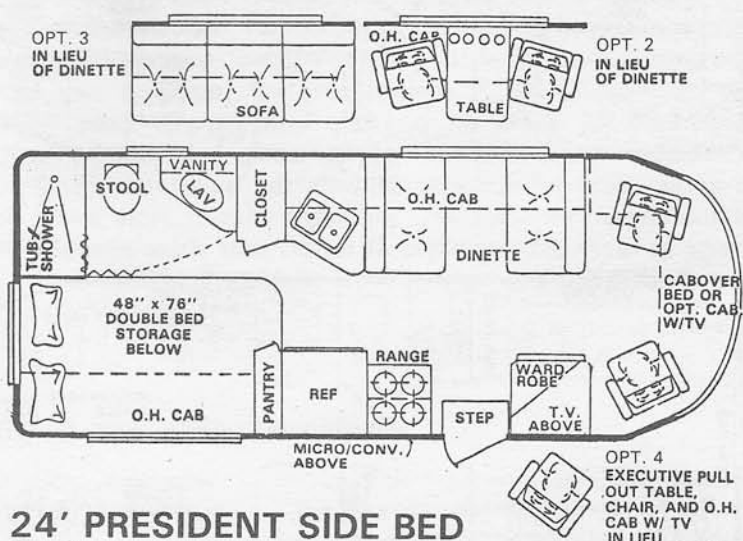 OPT. 3
IN LIEU
OF DINETTE
SOFA
O.H. CAB
TABLE
OPT. 2
IN LIEU
OF DINETTE
TUB-SHOWER
STOOL
VANITY
LAV
CLOSET
O.H. CAB
DINETTE
CABOVER
BED OR
OPT. CAB.
W/TV
48" x 76"
DOUBLE BED
STORAGE
BELOW
O.H. CAB
PANTRY
REF
RANGE
MICRO/CONV.
ABOVE
STEP
WARD
ROBE
T.V.
ABOVE
OPT. 4
EXECUTIVE PULL
OUT TABLE,
CHAIR, AND O.H.
CAB W/ TV
IN LIEU
24' PRESIDENT SIDE BED